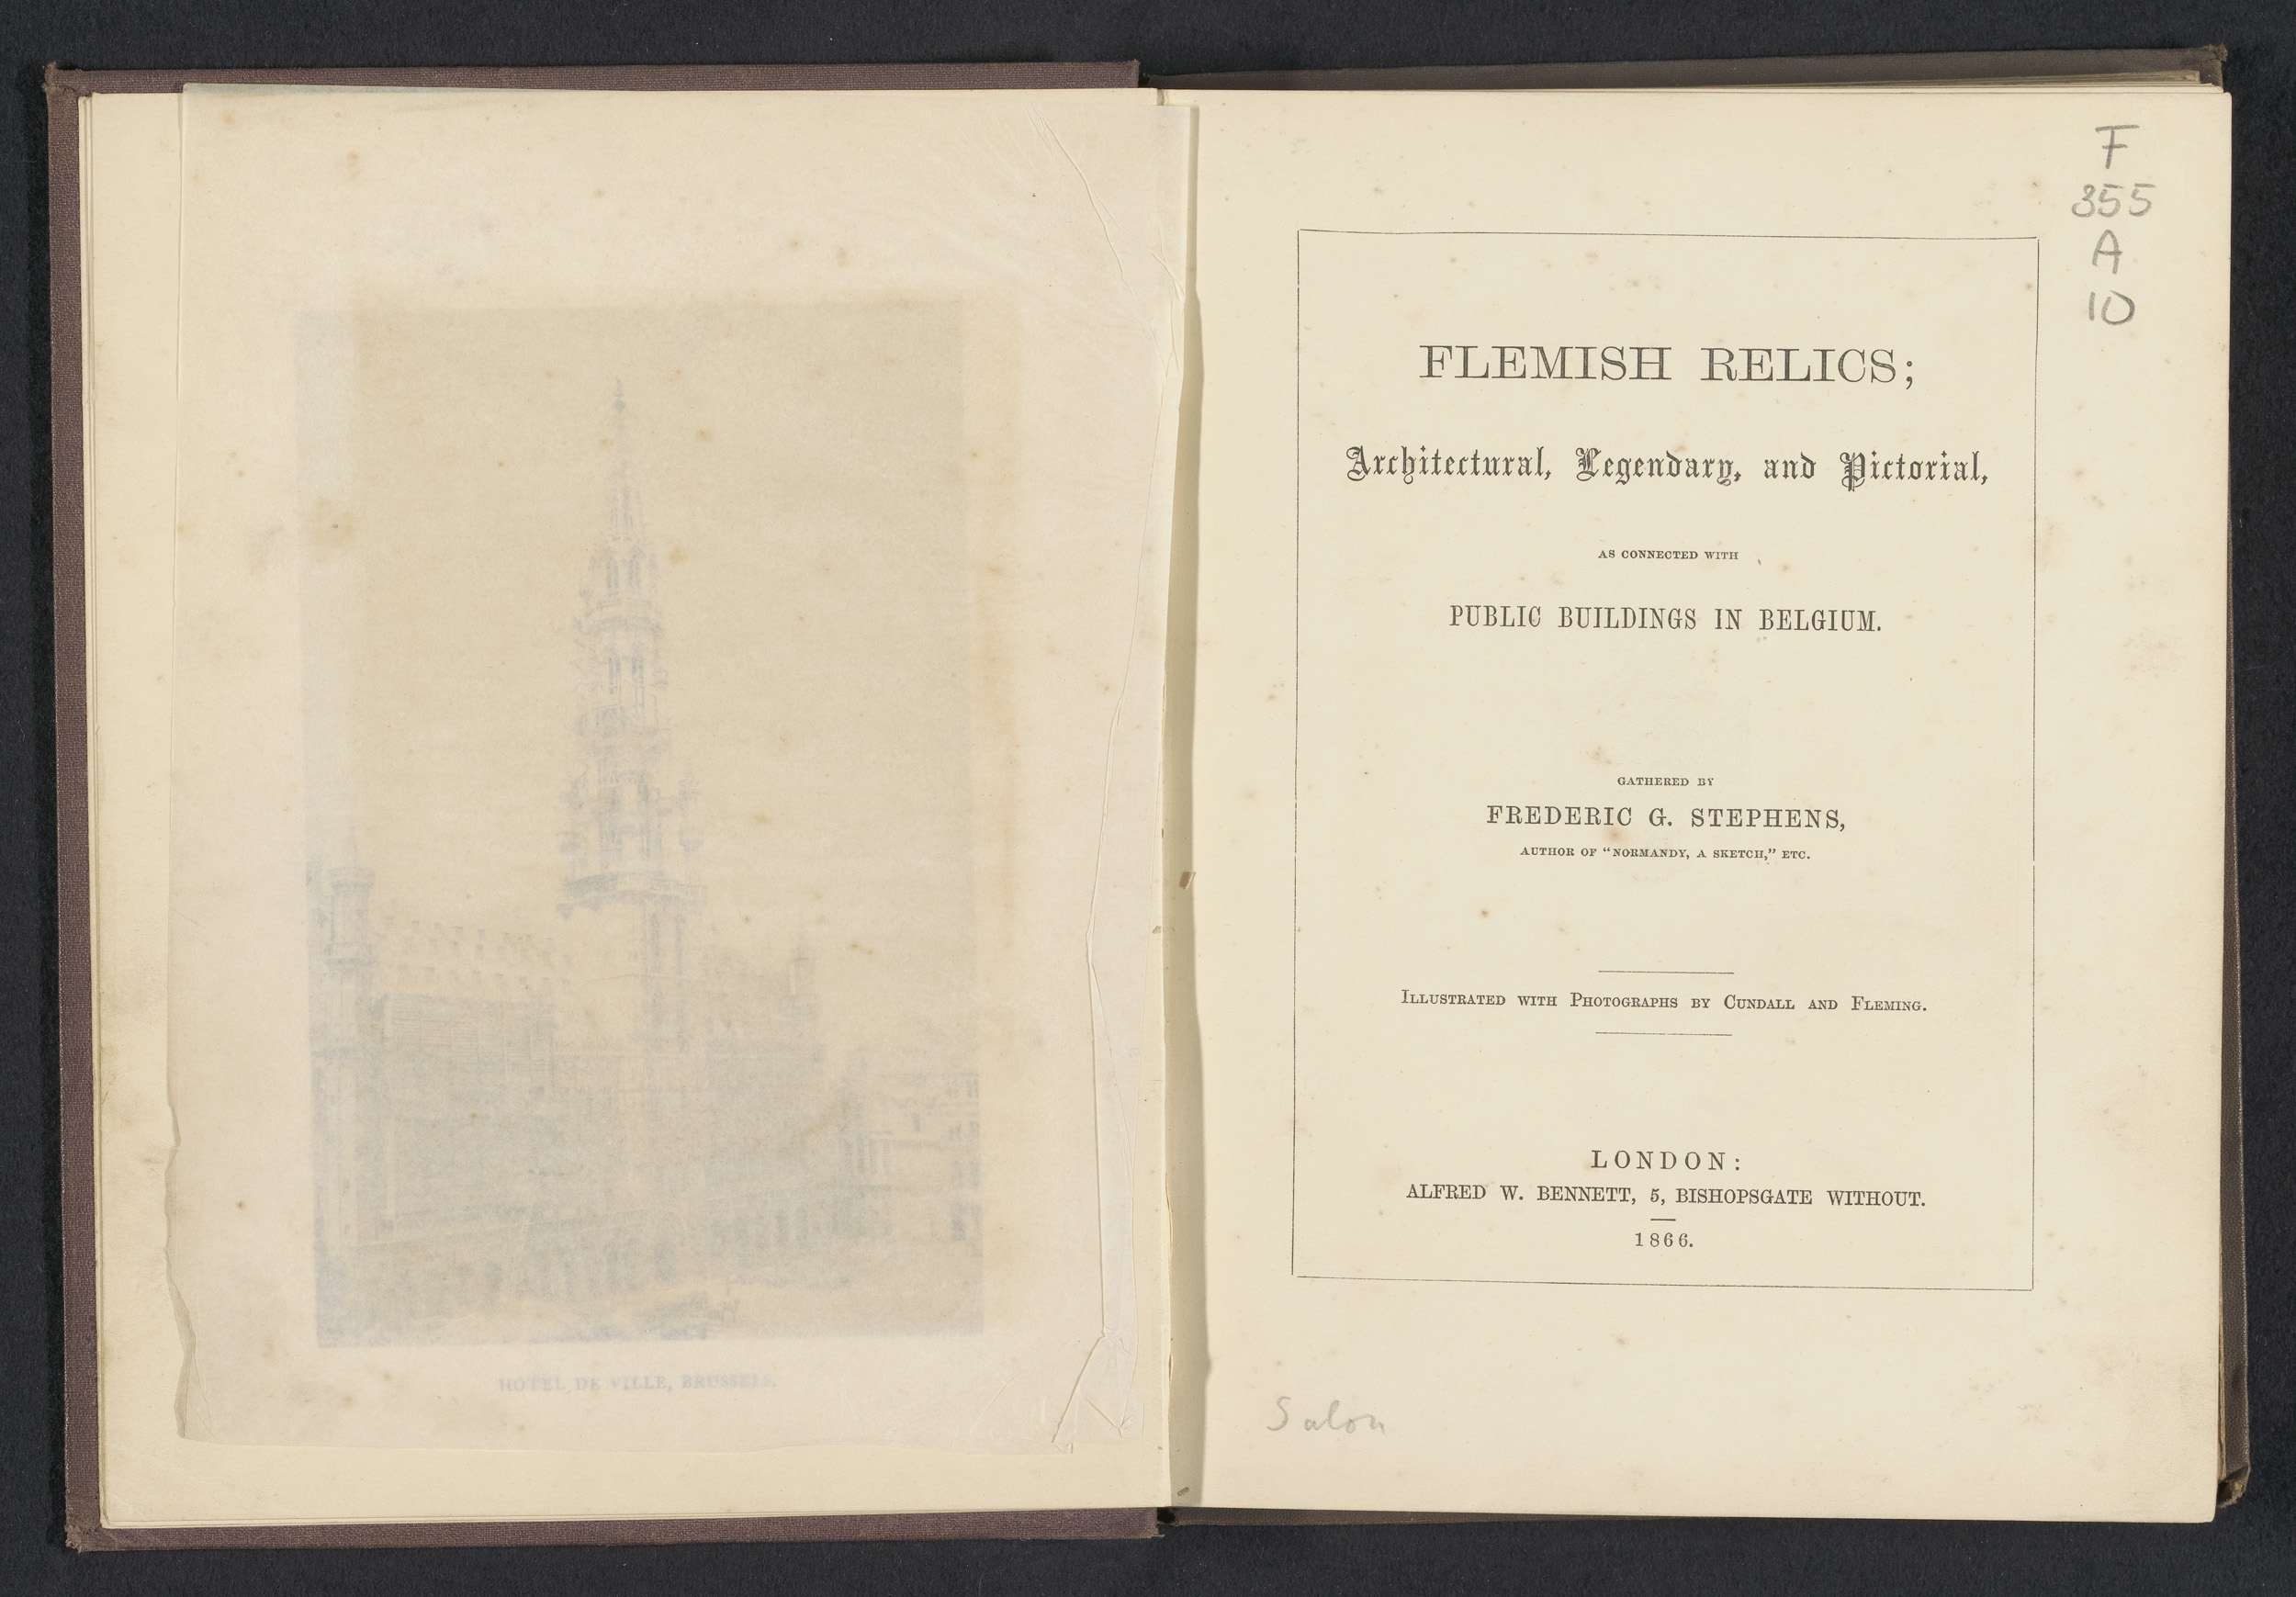 HOTEL DE VILLE, BRUSSELS.
F
355
A
10
FLEMISH RELICS;
Architectural, Legendary, and Pictorial,
AS CONNECTED WITH
PUBLIC BUILDINGS IN BELGIUM.
GATHERED BY
FREDERIC G. STEPHENS,
AUTHOR OF “NORMANDY, A SKETCH,” ETC.
ILLUSTRATED WITH PHOTOGRAPHS BY CUNDALL AND FLEMING.
LONDON:
ALFRED W. BENNETT, 5, BISHOPSGATE WITHOUT.
1866.
Salon